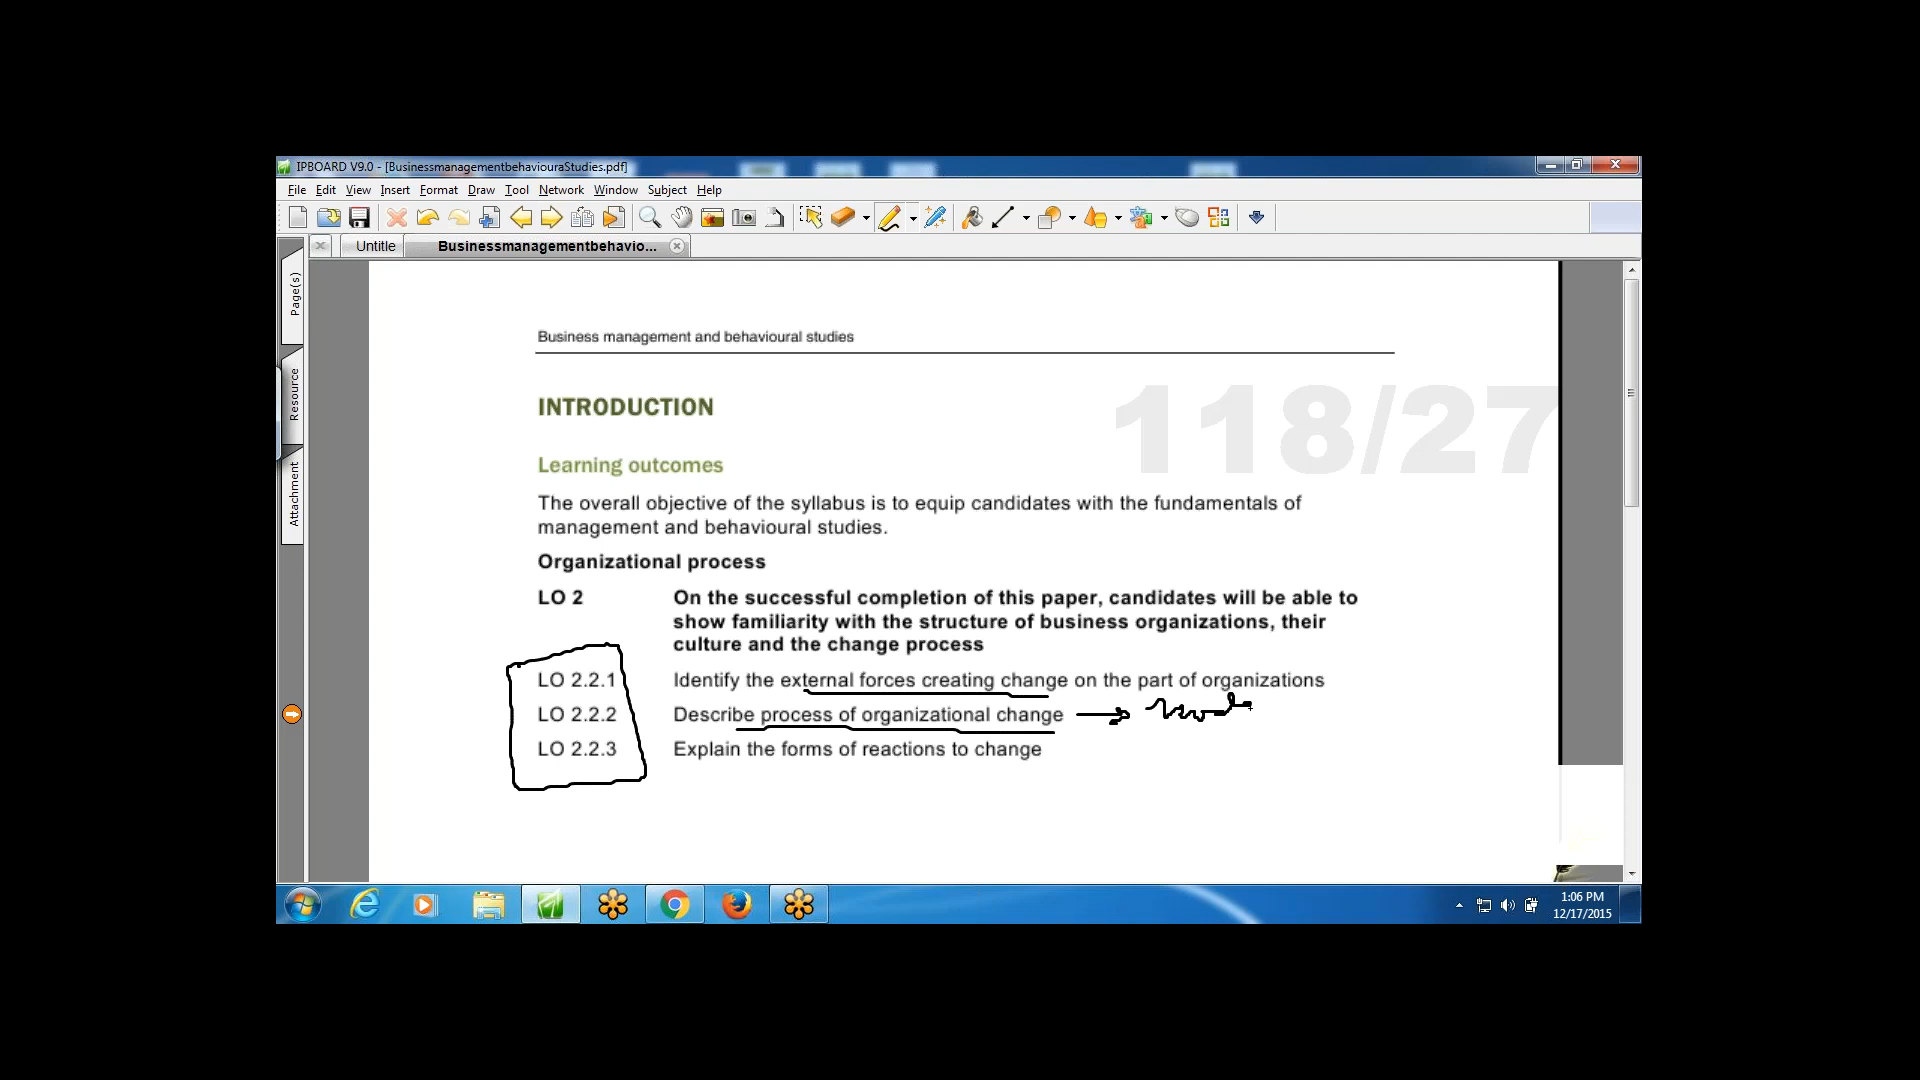 IPBOARD V9.0 - [BusinessmanagementbehaviouraStudies.pdf]
File Edit View Insert Format Draw Tool Network Window Subject Help
Untitle Businessmanagementbehavio...
Page(s)
Resource
Attachment
Business management and behavioural studies
118/27
INTRODUCTION
Learning outcomes
The overall objective of the syllabus is to equip candidates with the fundamentals of
management and behavioural studies.
Organizational process
LO 2 On the successful completion of this paper, candidates will be able to
show familiarity with the structure of business organizations, their
culture and the change process
LO 2.2.1 Identify the external forces creating change on the part of organizations
LO 2.2.2 Describe process of organizational change
LO 2.2.3 Explain the forms of reactions to change
1:06 PM
12/17/2015